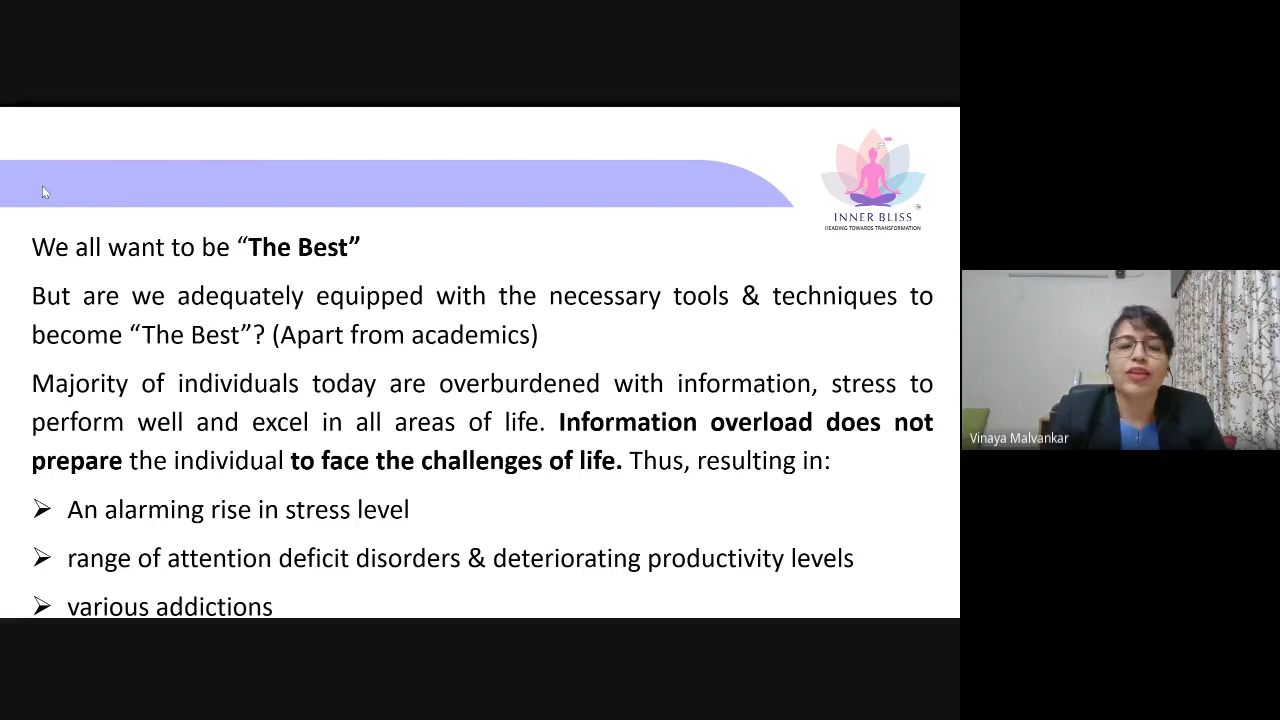 INNER BLISS
HEADING TOWARDS TRANSFORMATION
We all want to be “The Best”
But are we adequately equipped with the necessary tools & techniques to
become “The Best”? (Apart from academics)
Majority of individuals today are overburdened with information, stress to
perform well and excel in all areas of life. Information overload does not
prepare the individual to face the challenges of life. Thus, resulting in:
➢ An alarming rise in stress level
➢ range of attention deficit disorders & deteriorating productivity levels
➢ various addictions
Vinaya Malvankar